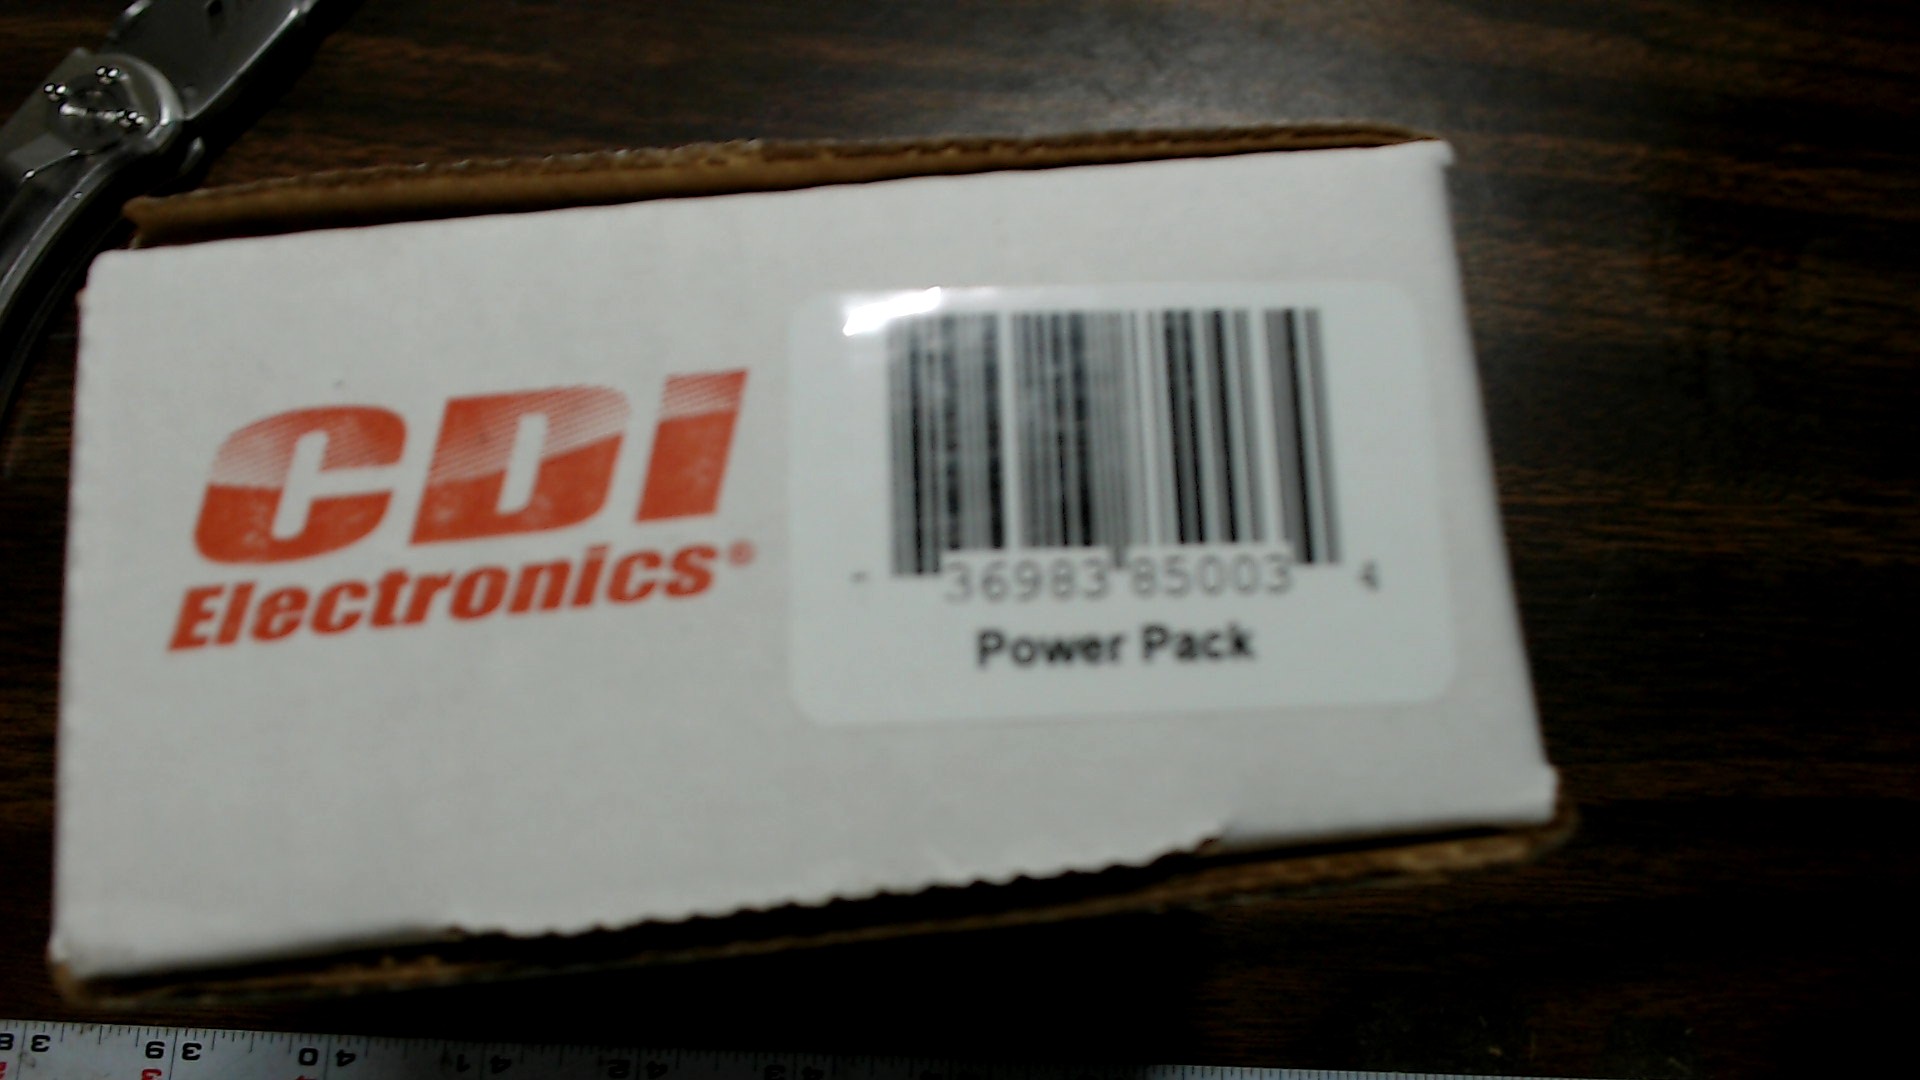 CDI
Electronics®
36983 85003 4
Power Pack